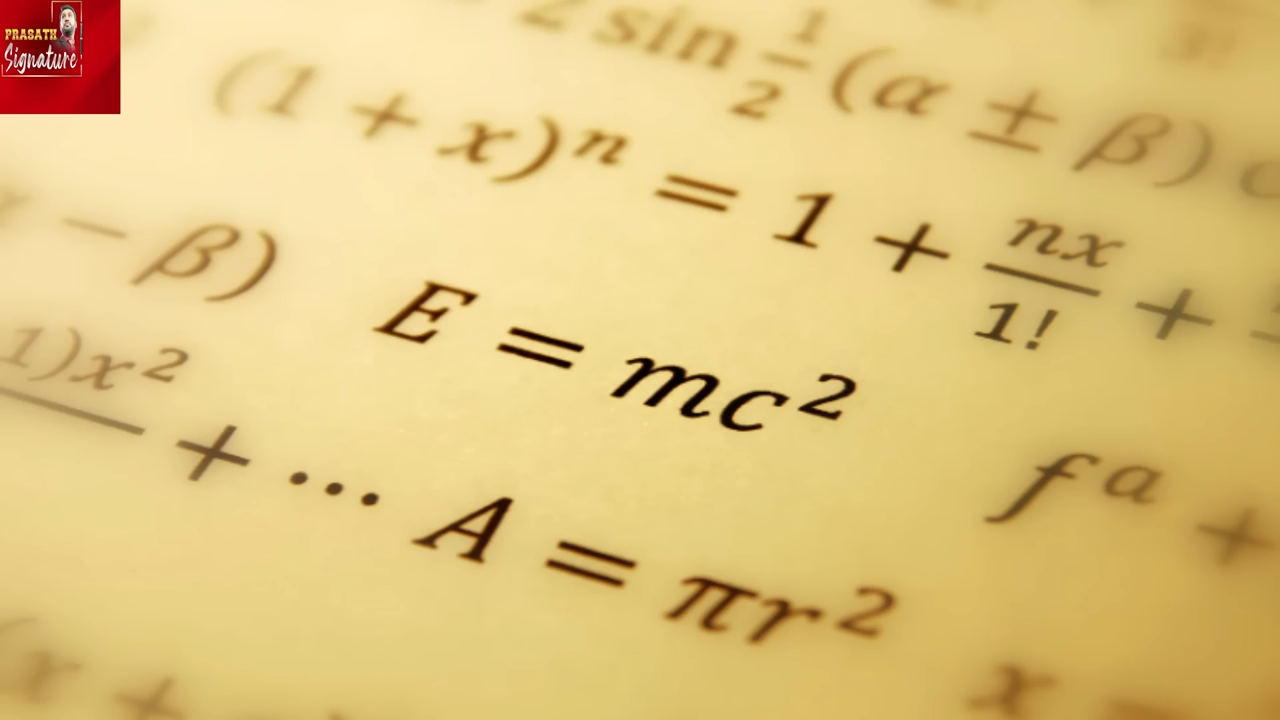 PRASATH
Signature
2 sin 1/2 (α ± β) c
(1 + x)ⁿ = 1 + nx/1! +
− β) E = mc²
1)x² + ... A = πr²
fᵃ +
x +
x −